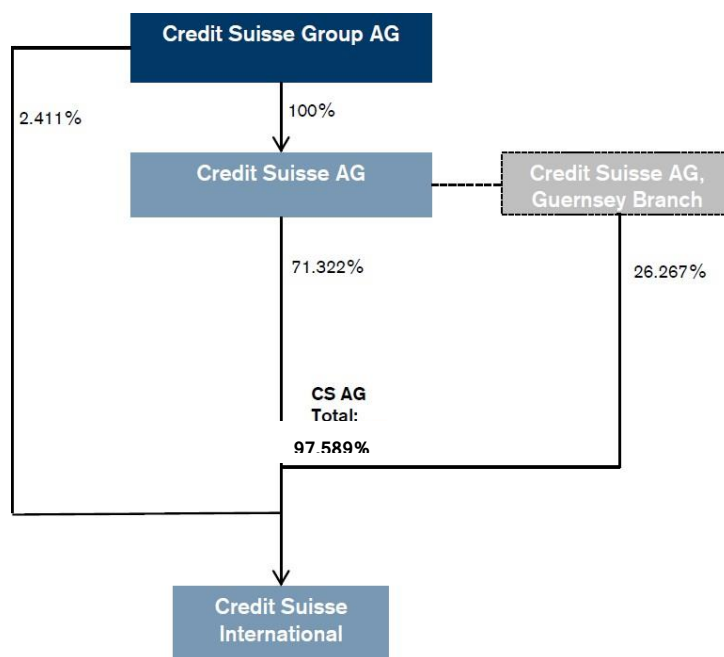 Credit Suisse Group AG
2.411%
100%
Credit Suisse AG
Credit Suisse AG,
Guernsey Branch
71.322%
26.267%
CS AG
Total:
97.589%
Credit Suisse
International